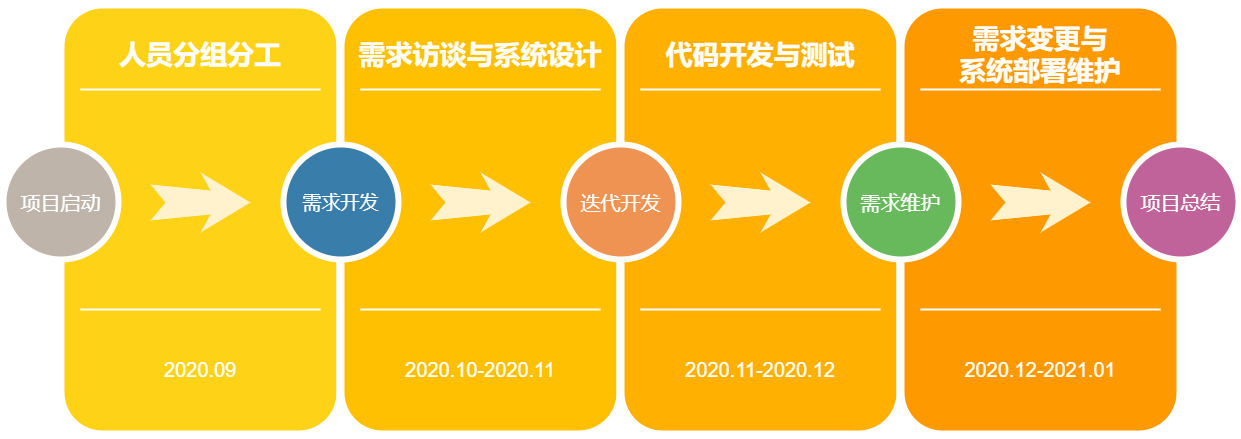 人员分组分工
需求访谈与系统设计
代码开发与测试
需求变更与
系统部署维护
项目启动
需求开发
迭代开发
需求维护
项目总结
2020.09
2020.10-2020.11
2020.11-2020.12
2020.12-2021.01